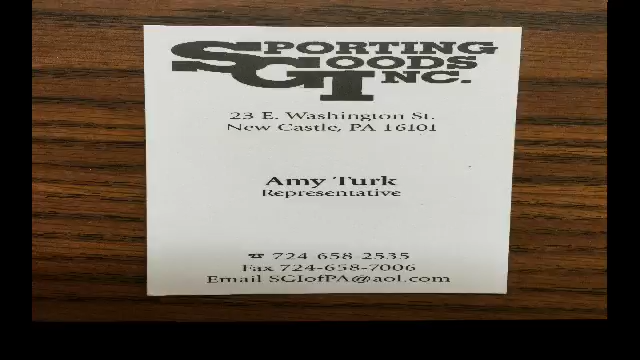 SPORTING
GOODS
INC.
23 E. Washington St.
New Castle, PA 16101
Amy Turk
Representative
☎ 724 658 2535
Fax 724-658-7006
Email SGIofPA@aol.com